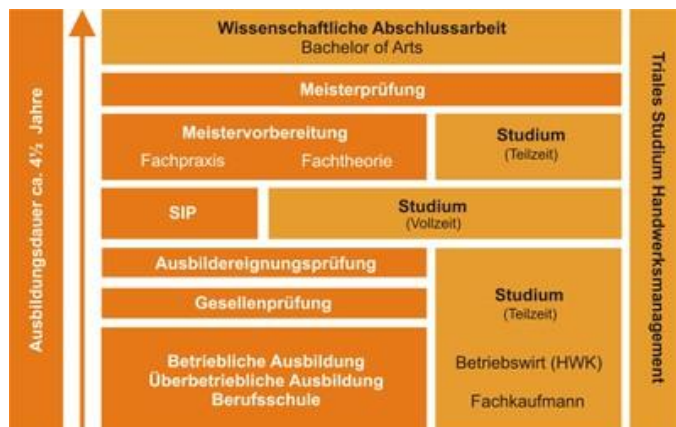 Wissenschaftliche Abschlussarbeit
Bachelor of Arts
Meisterprüfung
Meistervorbereitung
Fachpraxis Fachtheorie
Studium
(Teilzeit)
SIP
Studium
(Vollzeit)
Ausbildereignungsprüfung
Gesellenprüfung
Betriebliche Ausbildung
Überbetriebliche Ausbildung
Berufsschule
Studium
(Teilzeit)
Betriebswirt (HWK)
Fachkaufmann
Ausbildungsdauer ca. 4½ Jahre
Triales Studium Handwerksmanagement